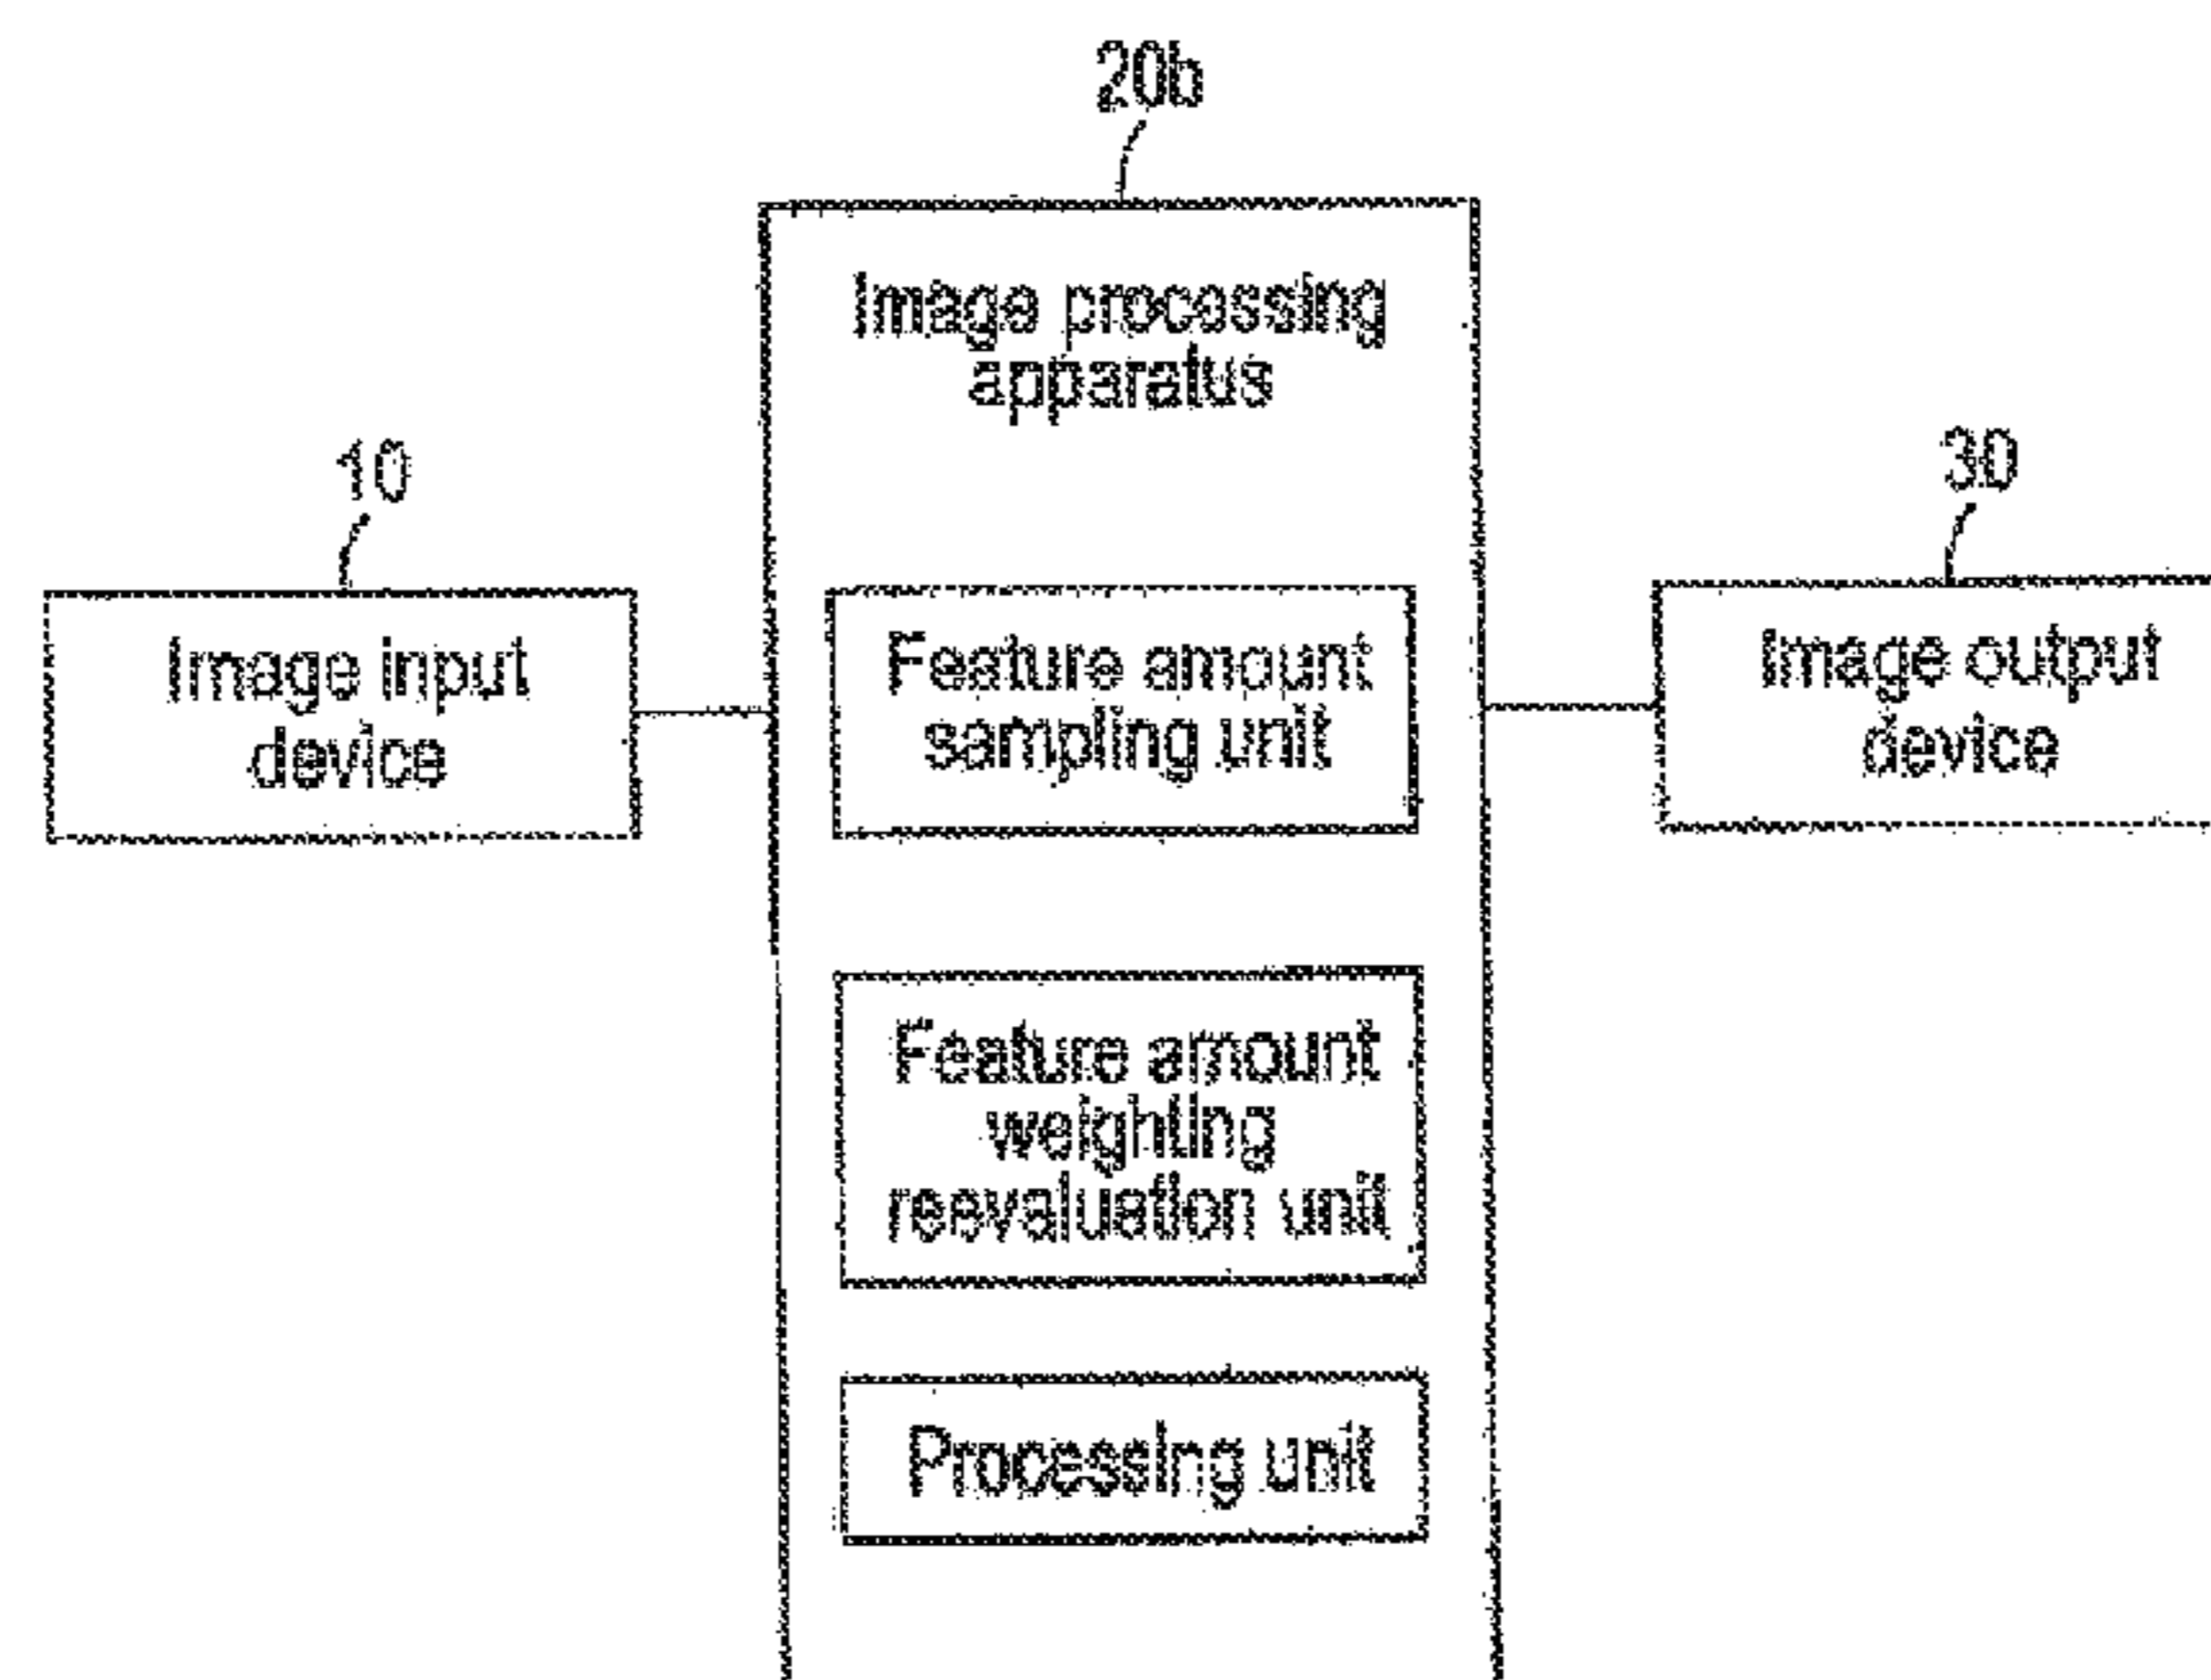 20b
Image processing
apparatus
10
Image input
device
30
Image output
device
Feature amount
sampling unit
Feature amount
weighting
reevaluation unit
Processing unit